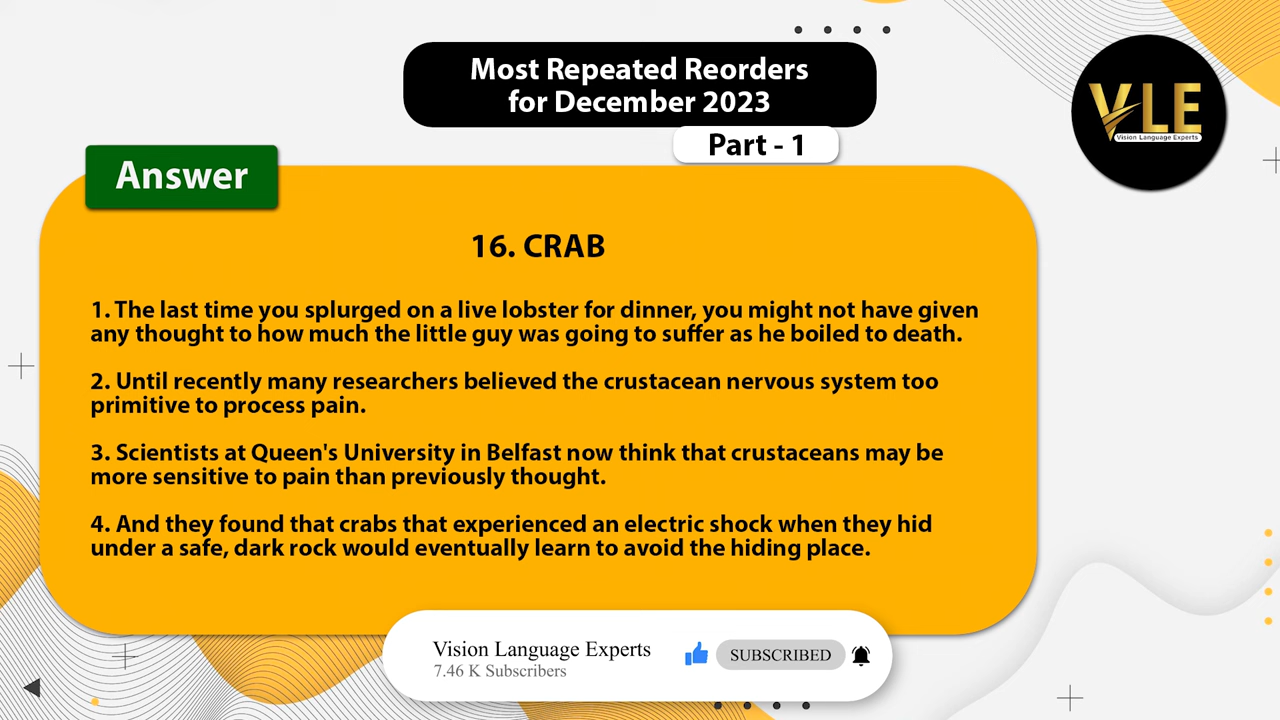 Most Repeated Reorders
for December 2023
Part - 1
VLE
Vision Language Experts
Answer
16. CRAB
1. The last time you splurged on a live lobster for dinner, you might not have given
any thought to how much the little guy was going to suffer as he boiled to death.
2. Until recently many researchers believed the crustacean nervous system too
primitive to process pain.
3. Scientists at Queen's University in Belfast now think that crustaceans may be
more sensitive to pain than previously thought.
4. And they found that crabs that experienced an electric shock when they hid
under a safe, dark rock would eventually learn to avoid the hiding place.
Vision Language Experts
7.46 K Subscribers
SUBSCRIBED